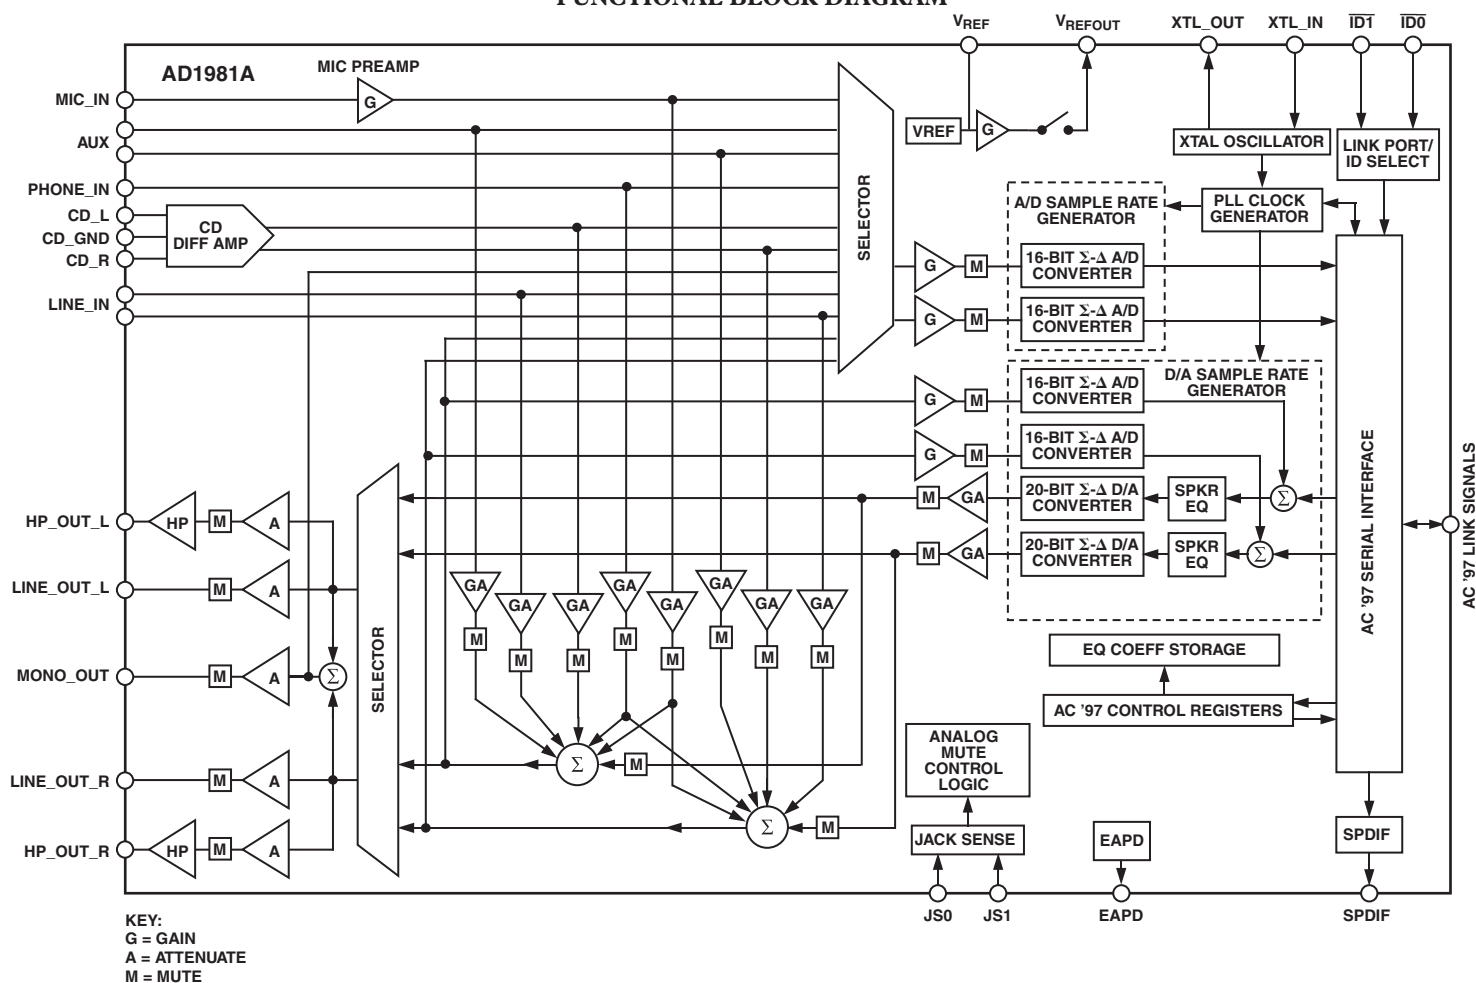 FUNCTIONAL BLOCK DIAGRAM
VREF
VREFOUT
XTL_OUT
XTL_IN
ID1
ID0
AD1981A
MIC PREAMP
MIC_IN
G
AUX
PHONE_IN
CD_L
CD_GND
CD_R
CD
DIFF AMP
LINE_IN
SELECTOR
VREF
G
XTAL OSCILLATOR
LINK PORT/
ID SELECT
A/D SAMPLE RATE
GENERATOR
PLL CLOCK
GENERATOR
G
M
16-BIT Σ-Δ A/D
CONVERTER
G
M
16-BIT Σ-Δ A/D
CONVERTER
D/A SAMPLE RATE
GENERATOR
G
M
16-BIT Σ-Δ A/D
CONVERTER
G
M
16-BIT Σ-Δ A/D
CONVERTER
M
GA
20-BIT Σ-Δ D/A
CONVERTER
SPKR
EQ
Σ
M
GA
20-BIT Σ-Δ D/A
CONVERTER
SPKR
EQ
Σ
AC '97 SERIAL INTERFACE
AC '97 LINK SIGNALS
HP_OUT_L
HP
M
A
LINE_OUT_L
M
A
MONO_OUT
M
A
Σ
LINE_OUT_R
M
A
HP_OUT_R
HP
M
A
SELECTOR
GA
GA
GA
GA
GA
GA
GA
GA
M
M
M
M
M
M
M
M
Σ
M
Σ
M
EQ COEFF STORAGE
AC '97 CONTROL REGISTERS
ANALOG
MUTE
CONTROL
LOGIC
JACK SENSE
EAPD
SPDIF
JS0
JS1
EAPD
SPDIF
KEY:
G = GAIN
A = ATTENUATE
M = MUTE